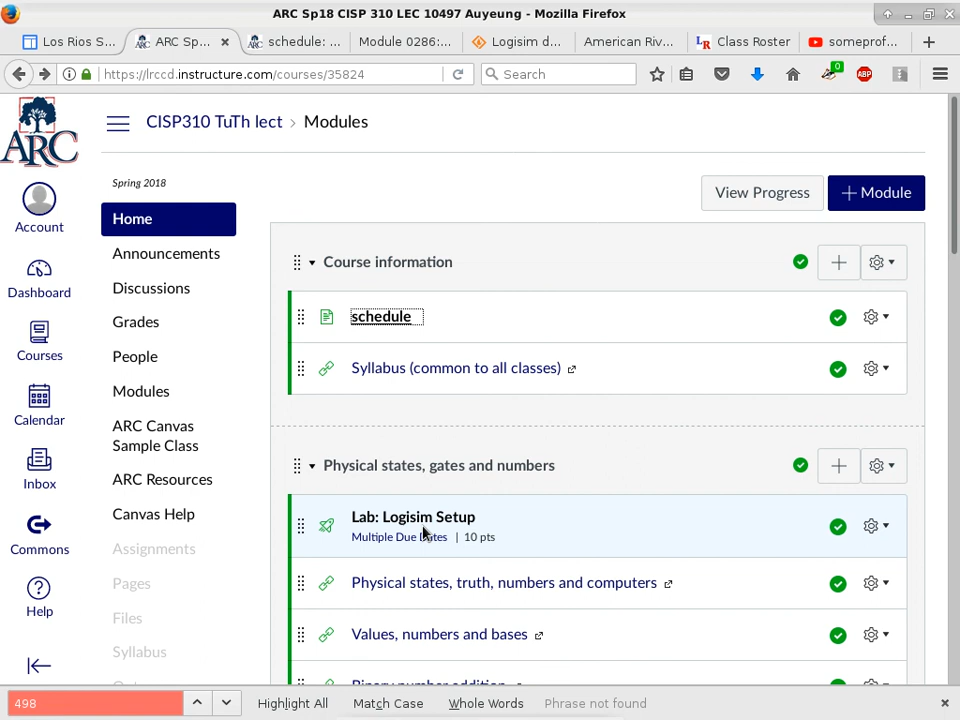 ARC Sp18 CISP 310 LEC 10497 Auyeung - Mozilla Firefox
Los Rios S...
ARC Sp...
schedule: ...
Module 0286:...
Logisim d...
American Riv...
Class Roster
someprof...
https://lrccd.instructure.com/courses/35824
Search
0
ABP
ARC
CISP310 TuTh lect > Modules
Spring 2018
View Progress
+ Module
Account
Dashboard
Courses
Calendar
Inbox
Commons
Help
Home
Announcements
Discussions
Grades
People
Modules
ARC Canvas
Sample Class
ARC Resources
Canvas Help
Assignments
Pages
Files
Syllabus
Course information
schedule
Syllabus (common to all classes)
Physical states, gates and numbers
Lab: Logisim Setup
Multiple Due Dates | 10 pts
Physical states, truth, numbers and computers
Values, numbers and bases
Binary number addition
498
Highlight All
Match Case
Whole Words
Phrase not found